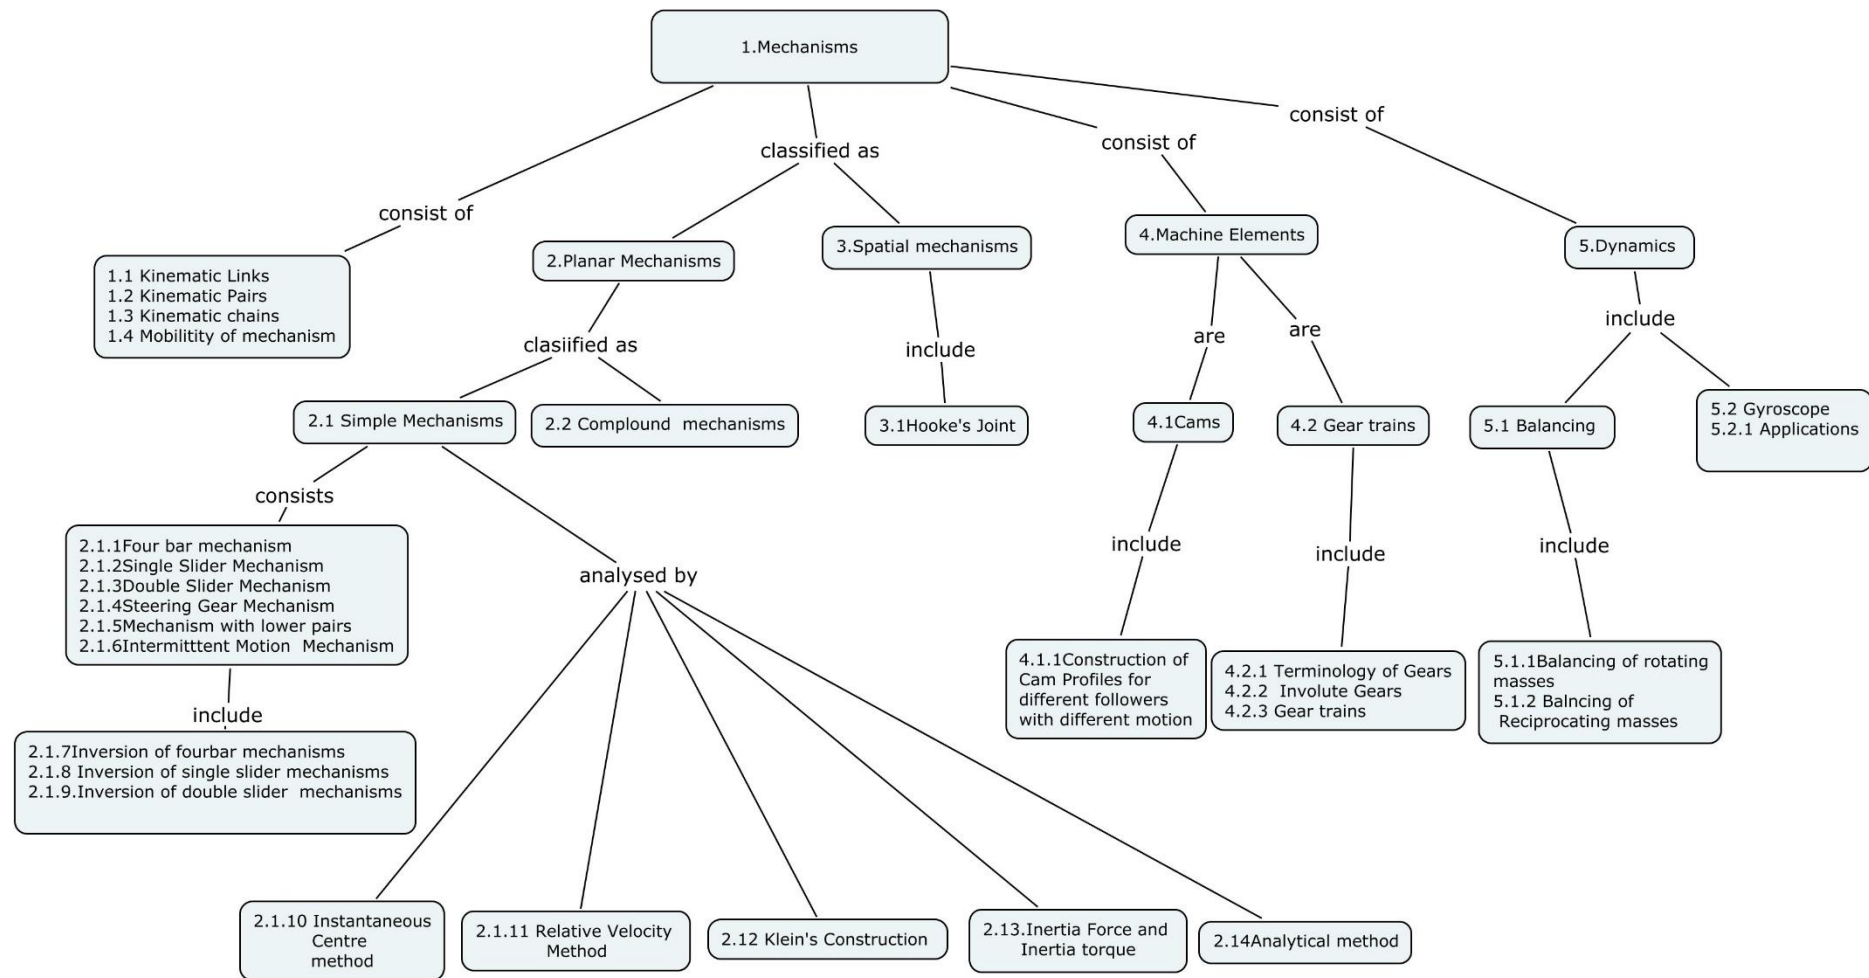 1.Mechanisms
consist of
classified as
consist of
consist of
1.1 Kinematic Links
1.2 Kinematic Pairs
1.3 Kinematic chains
1.4 Mobilitity of mechanism
2.Planar Mechanisms
3.Spatial mechanisms
4.Machine Elements
5.Dynamics
clasiified as
include
are
are
include
2.1 Simple Mechanisms
2.2 Complound  mechanisms
3.1Hooke's Joint
4.1Cams
4.2 Gear trains
5.1 Balancing
5.2 Gyroscope
5.2.1 Applications
consists
analysed by
include
include
include
2.1.1Four bar mechanism
2.1.2Single Slider Mechanism
2.1.3Double Slider Mechanism
2.1.4Steering Gear Mechanism
2.1.5Mechanism with lower pairs
2.1.6Intermitttent Motion  Mechanism
include
2.1.7Inversion of fourbar mechanisms
2.1.8 Inversion of single slider mechanisms
2.1.9.Inversion of double slider  mechanisms
4.1.1Construction of
Cam Profiles for
different followers
with different motion
4.2.1 Terminology of Gears
4.2.2  Involute Gears
4.2.3 Gear trains
5.1.1Balancing of rotating
masses
5.1.2 Balncing of
Reciprocating masses
2.1.10 Instantaneous
Centre
method
2.1.11 Relative Velocity
Method
2.12 Klein's Construction
2.13.Inertia Force and
Inertia torque
2.14Analytical method